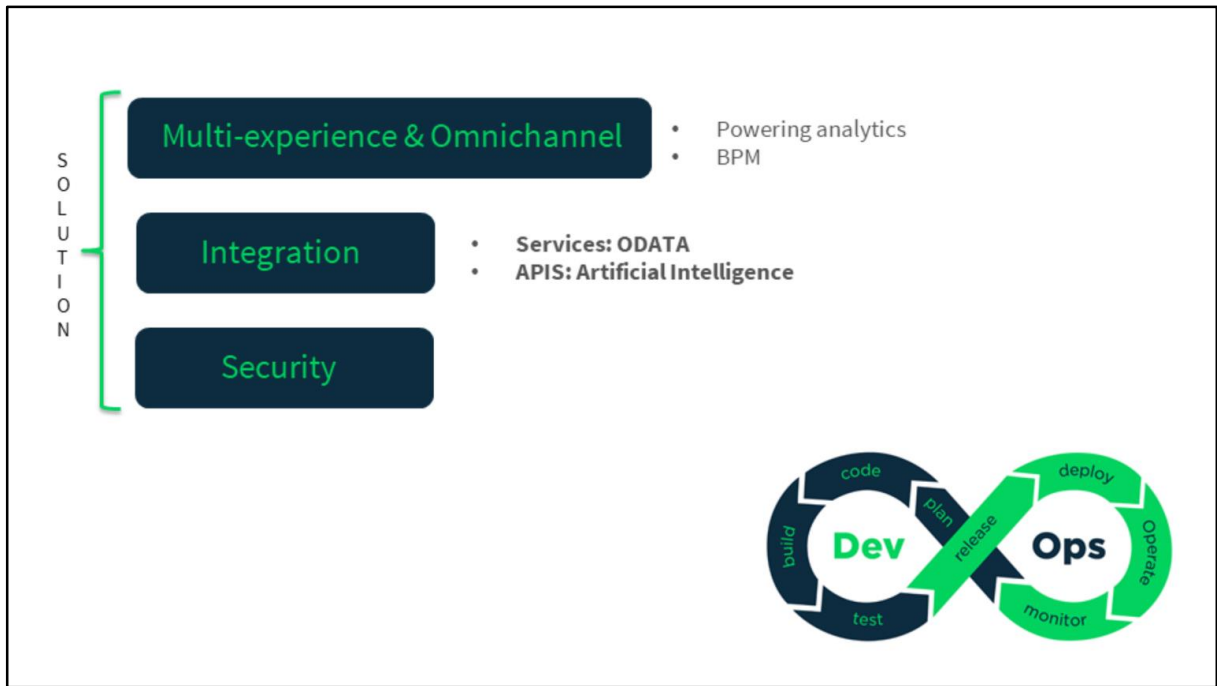 SOLUTION
Multi-experience & Omnichannel
• Powering analytics
• BPM
Integration
• Services: ODATA
• APIS: Artificial Intelligence
Security
code
build
test
plan
release
deploy
Operate
monitor
Dev
Ops